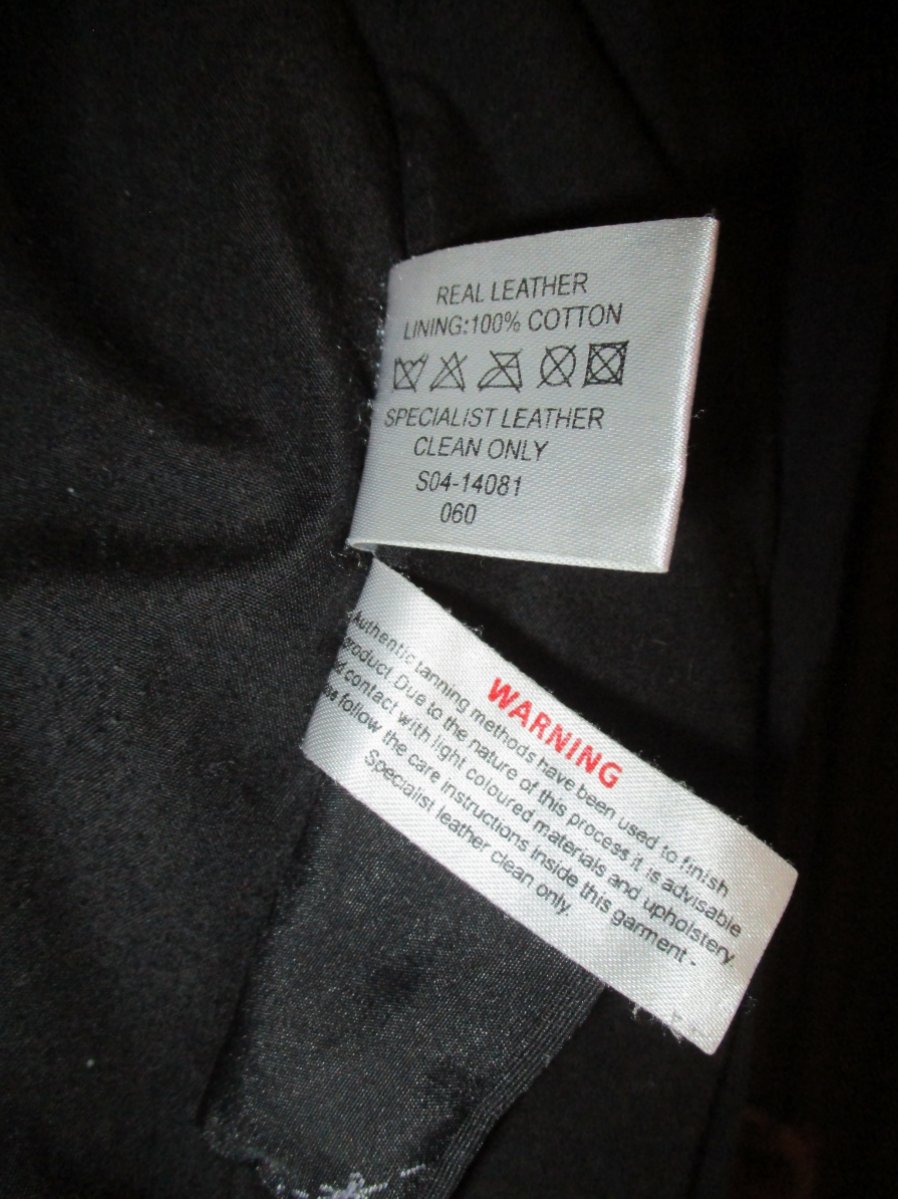 REAL LEATHER
LINING:100% COTTON
SPECIALIST LEATHER
CLEAN ONLY
S04-14081
060
WARNING
Authentic tanning methods have been used to finish
product. Due to the nature of this process it is advisable
contact with light coloured materials and upholstery.
follow the care instructions inside this garment -
Specialist leather clean only.